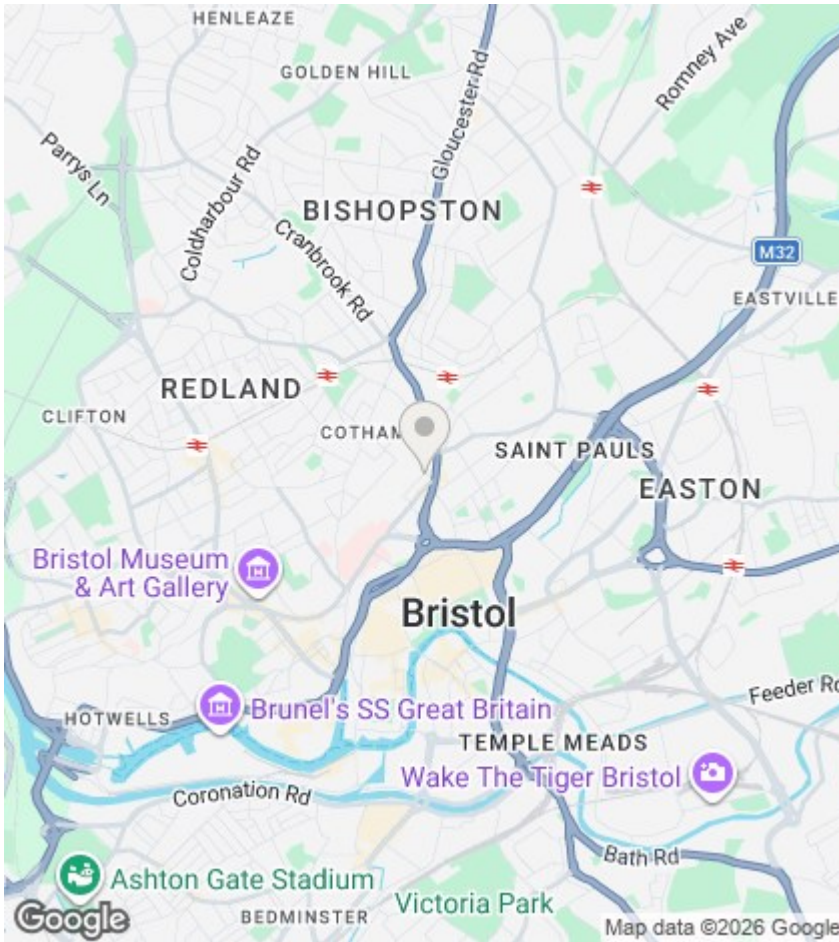 HENLEAZE
GOLDEN HILL
Romney Ave
Gloucester Rd
Parrys Ln
Coldharbour Rd
BISHOPSTON
Cranbrook Rd
M32
EASTVILLE
REDLAND
CLIFTON
COTHAM
SAINT PAULS
EASTON
Bristol Museum
& Art Gallery
Bristol
Feeder Rd
HOTWELLS
Brunel's SS Great Britain
TEMPLE MEADS
Wake The Tiger Bristol
Coronation Rd
Bath Rd
Ashton Gate Stadium
Victoria Park
Google
BEDMINSTER
Map data ©2026 Google